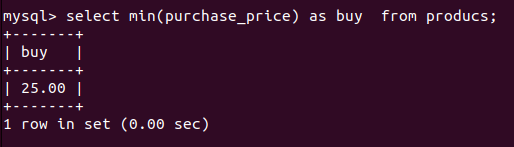 mysql> select min(purchase_price) as buy  from producs;
+-------+
| buy   |
+-------+
| 25.00 |
+-------+
1 row in set (0.00 sec)